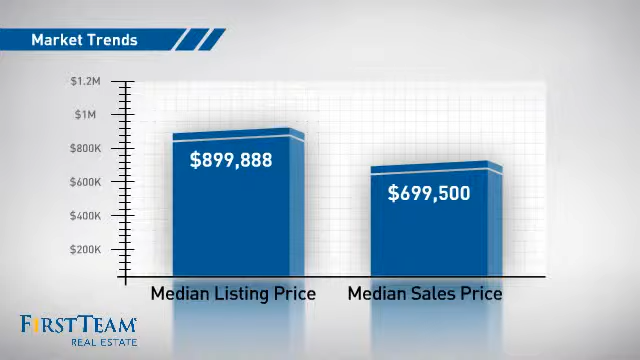 Market Trends
$1.2M
$1M
$800K
$600K
$400K
$200K
$899,888
$699,500
Median Listing Price
Median Sales Price
FIRSTTEAM®
REAL ESTATE